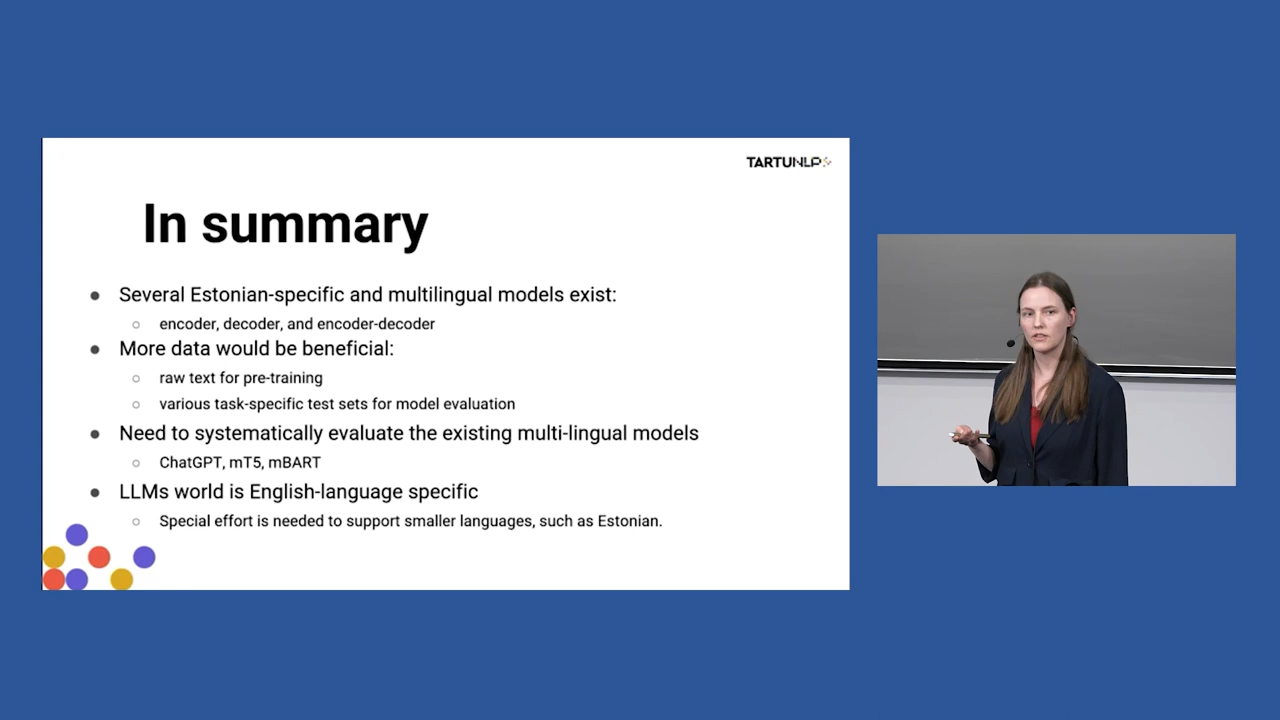 TARTUNLP
In summary
● Several Estonian-specific and multilingual models exist:
○ encoder, decoder, and encoder-decoder
● More data would be beneficial:
○ raw text for pre-training
○ various task-specific test sets for model evaluation
● Need to systematically evaluate the existing multi-lingual models
○ ChatGPT, mT5, mBART
● LLMs world is English-language specific
○ Special effort is needed to support smaller languages, such as Estonian.